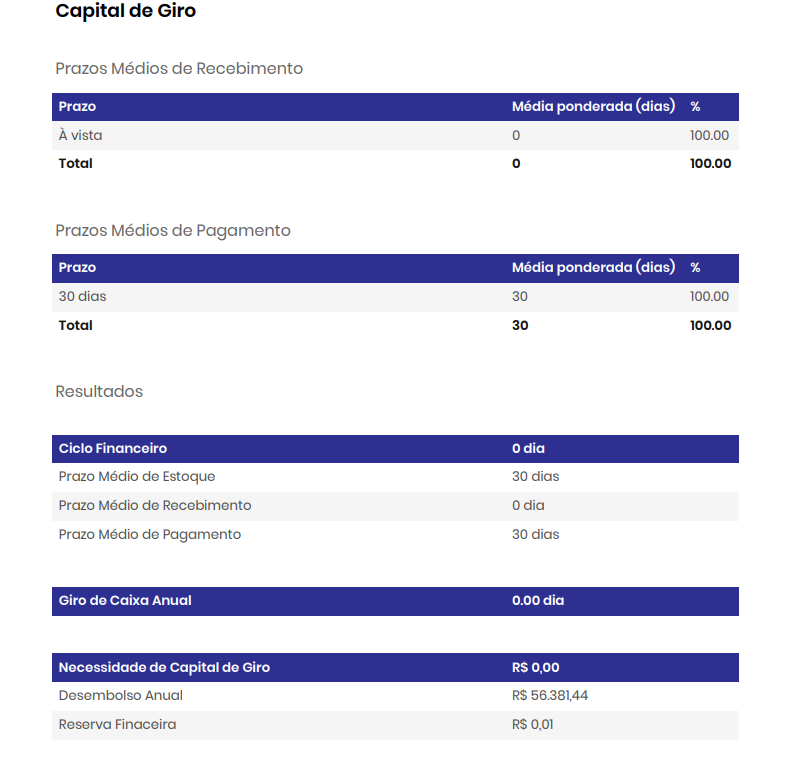 Capital de Giro
Prazos Médios de Recebimento
Prazo Média ponderada (dias) %
À vista 0 100.00
Total 0 100.00
Prazos Médios de Pagamento
Prazo Média ponderada (dias) %
30 dias 30 100.00
Total 30 100.00
Resultados
Ciclo Financeiro 0 dia
Prazo Médio de Estoque 30 dias
Prazo Médio de Recebimento 0 dia
Prazo Médio de Pagamento 30 dias
Giro de Caixa Anual 0.00 dia
Necessidade de Capital de Giro R$ 0,00
Desembolso Anual R$ 56.381,44
Reserva Finaceira R$ 0,01